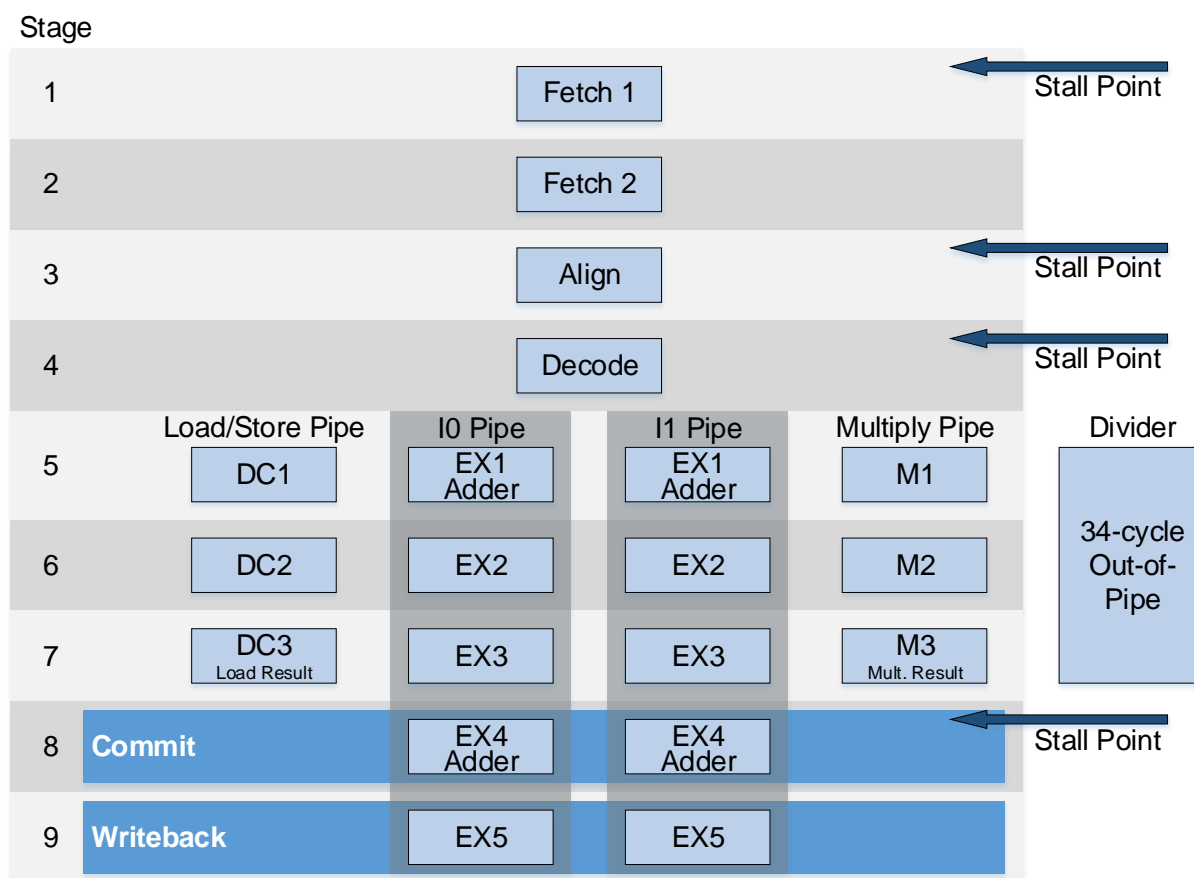 Stage
1
Fetch 1
Stall Point
2
Fetch 2
3
Align
Stall Point
4
Decode
Stall Point
Load/Store Pipe
I0 Pipe
I1 Pipe
Multiply Pipe
Divider
5
DC1
EX1
Adder
EX1
Adder
M1
34-cycle
Out-of-
Pipe
6
DC2
EX2
EX2
M2
7
DC3
Load Result
EX3
EX3
M3
Mult. Result
8
Commit
EX4
Adder
EX4
Adder
Stall Point
9
Writeback
EX5
EX5